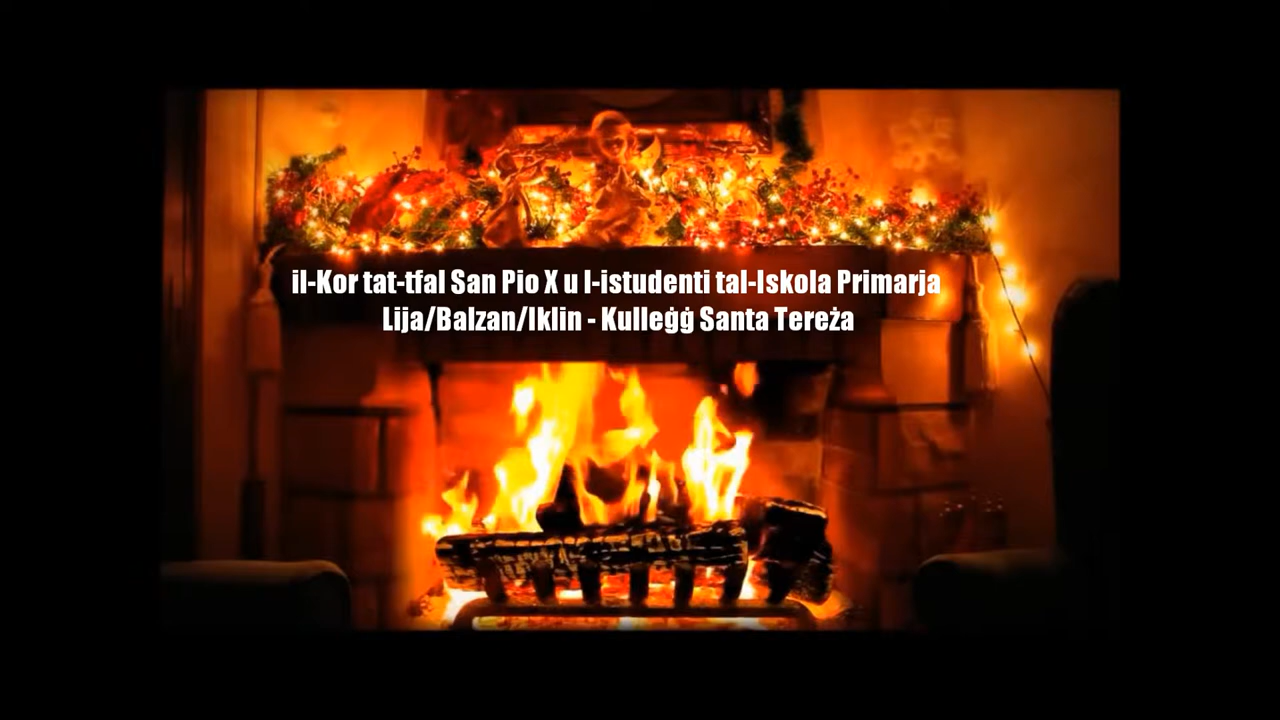 il-Kor tat-tfal San Pio X u l-istudenti tal-Iskola Primarja
Lija/Balzan/Iklin - Kulleġġ Santa Tereża